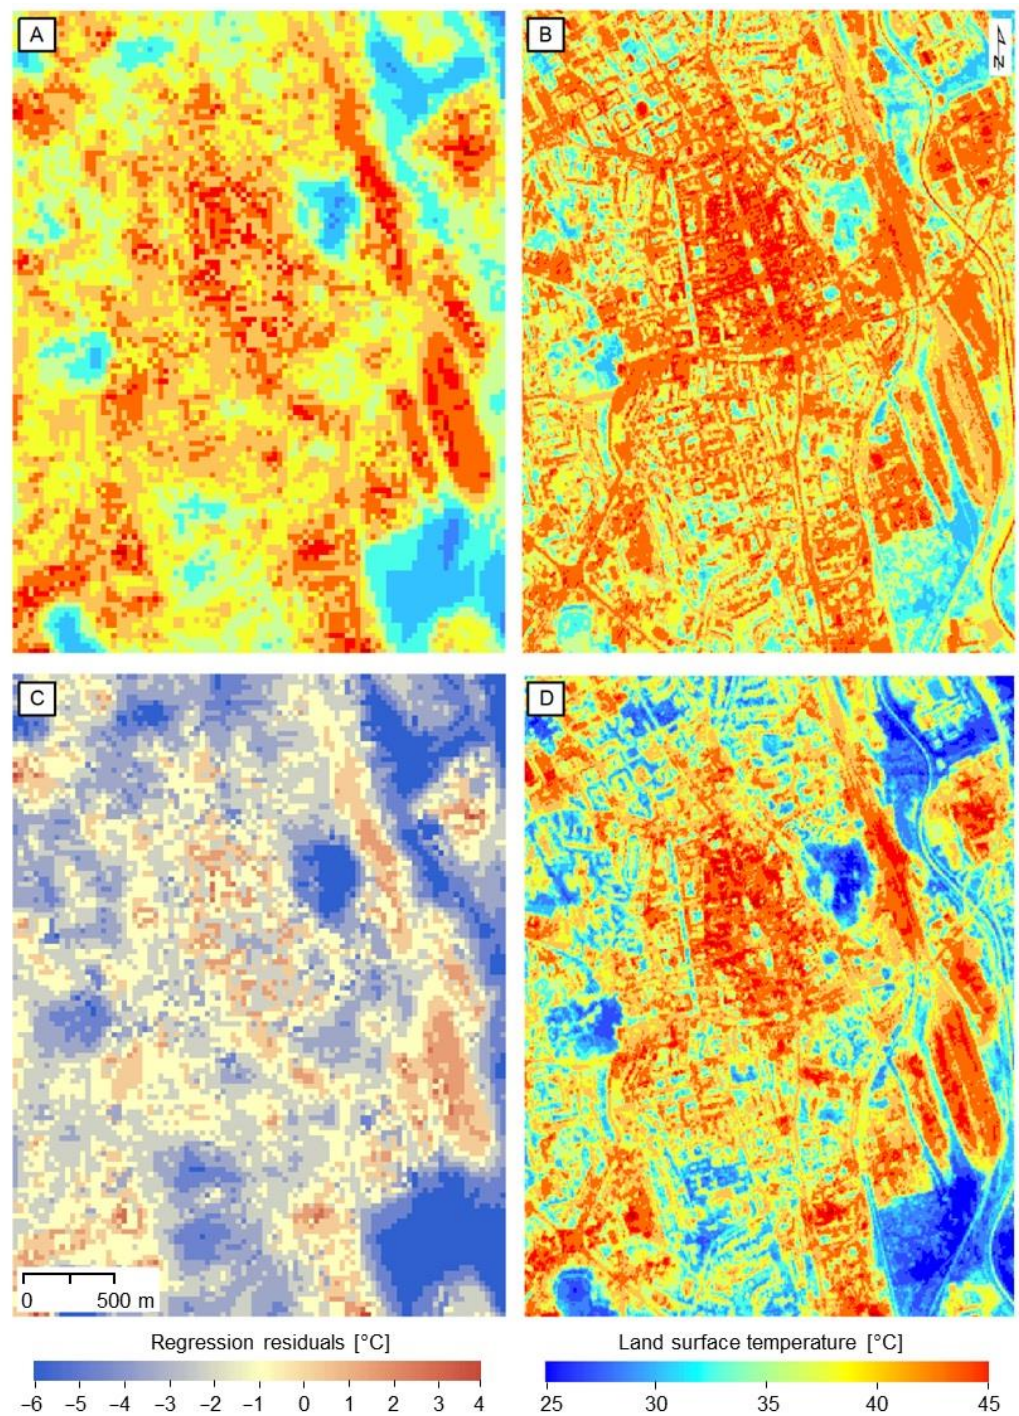 A
B
N
C
D
0 500 m
Regression residuals [°C]
−6 −5 −4 −3 −2 −1 0 1 2 3 4
Land surface temperature [°C]
25 30 35 40 45